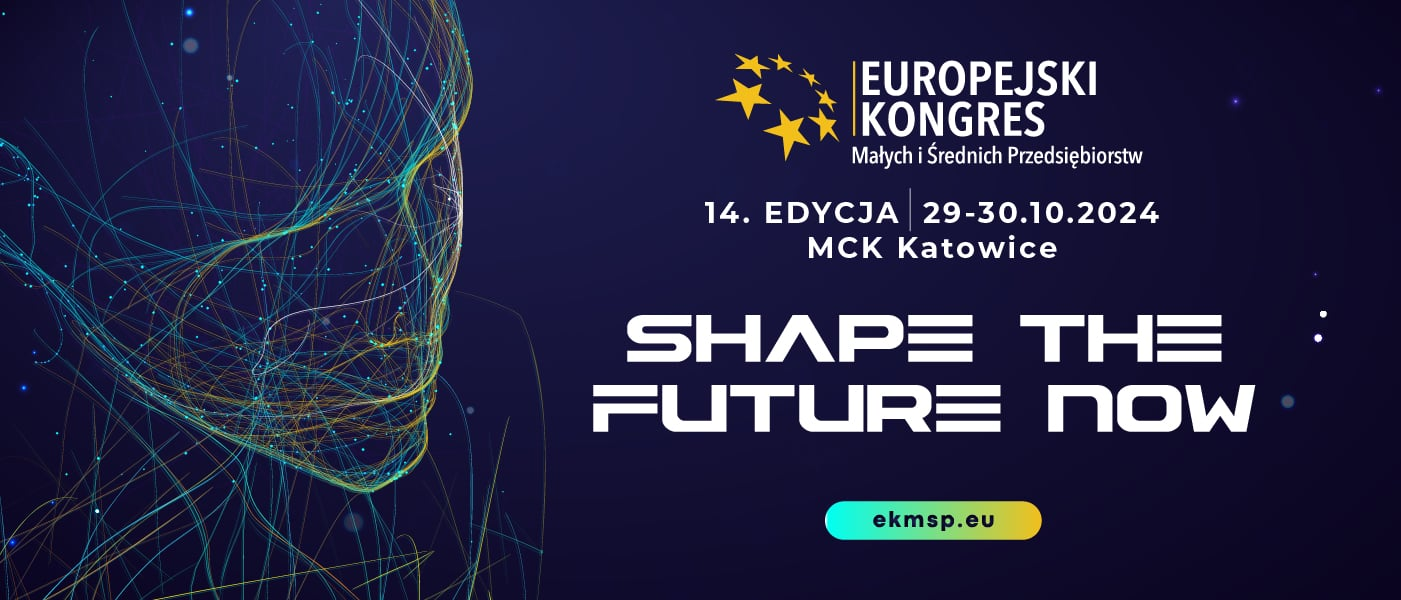 EUROPEJSKI
KONGRES
Małych i Średnich Przedsiębiorstw
14. EDYCJA 29-30.10.2024
MCK Katowice
SHAPE THE
FUTURE NOW
ekmsp.eu